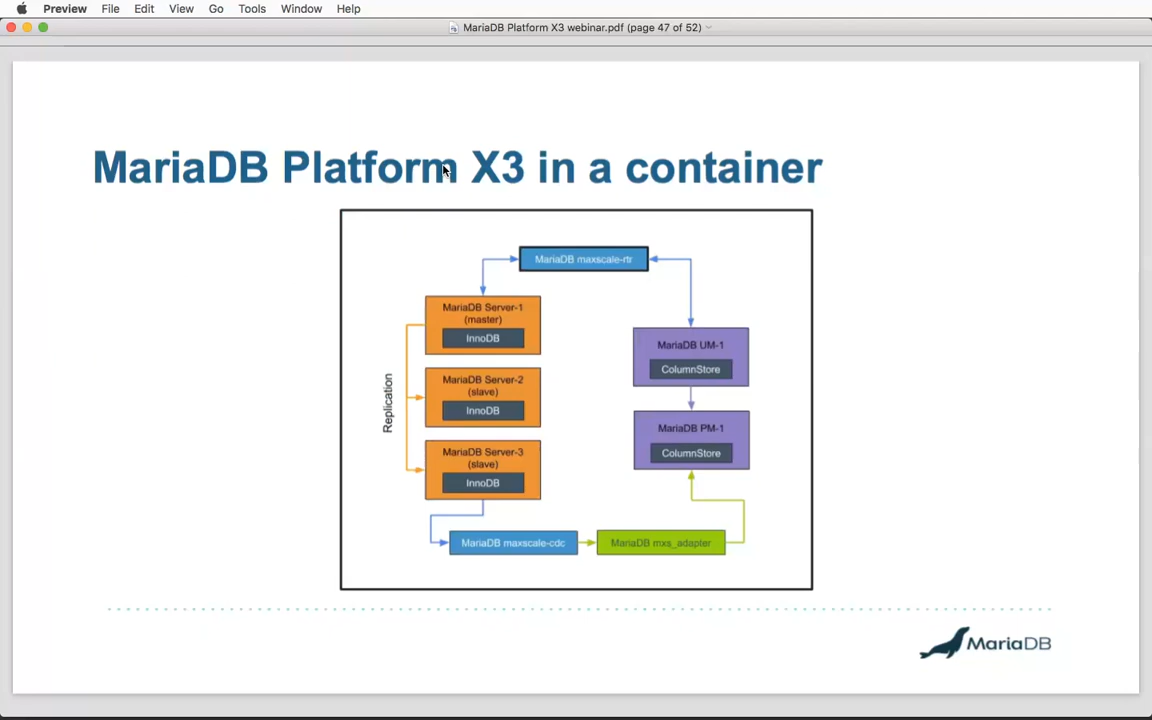 Preview File Edit View Go Tools Window Help
MariaDB Platform X3 webinar.pdf (page 47 of 52)
MariaDB Platform X3 in a container
MariaDB maxscale-rtr
MariaDB Server-1
(master)
InnoDB
MariaDB Server-2
(slave)
InnoDB
MariaDB Server-3
(slave)
InnoDB
Replication
MariaDB UM-1
ColumnStore
MariaDB PM-1
ColumnStore
MariaDB maxscale-cdc
MariaDB mxs_adapter
MariaDB